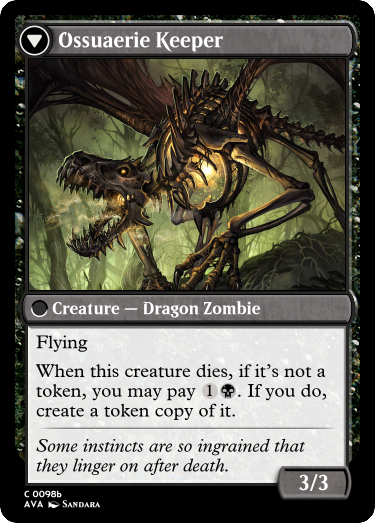 Ossuaerie Keeper
Creature — Dragon Zombie
Flying
When this creature dies, if it's not a
token, you may pay 1. If you do,
create a token copy of it.
Some instincts are so ingrained that
they linger on after death.
3/3
C 0098b
AVA Sandara